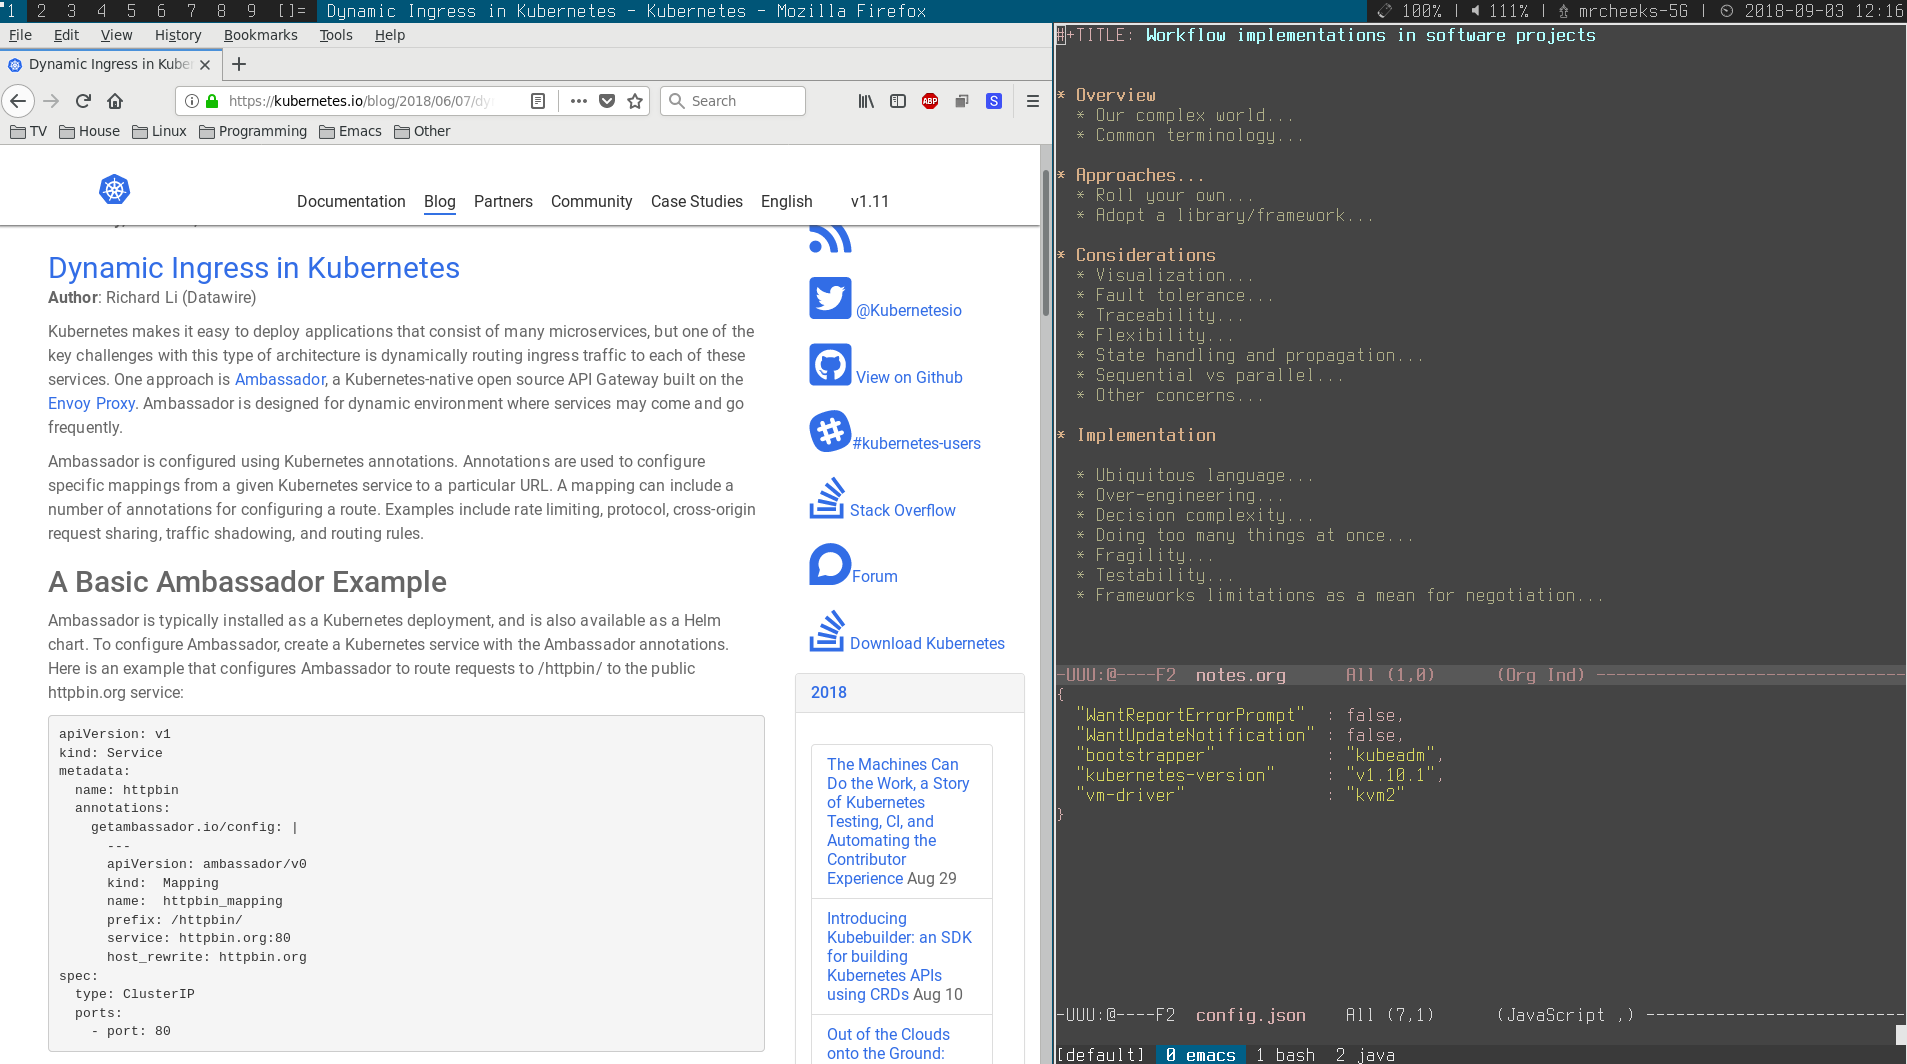 1 2 3 4 5 6 7 8 9 []= Dynamic Ingress in Kubernetes - Kubernetes - Mozilla Firefox
100% | 111% | mrcheeks-5G | 2018-09-03 12:16
File Edit View History Bookmarks Tools Help
Dynamic Ingress in Kuber
https://kubernetes.io/blog/2018/06/07/dy
Search
ABP
S
TV House Linux Programming Emacs Other
Documentation Blog Partners Community Case Studies English v1.11
Dynamic Ingress in Kubernetes
Author: Richard Li (Datawire)
Kubernetes makes it easy to deploy applications that consist of many microservices, but one of the
key challenges with this type of architecture is dynamically routing ingress traffic to each of these
services. One approach is Ambassador, a Kubernetes-native open source API Gateway built on the
Envoy Proxy. Ambassador is designed for dynamic environment where services may come and go
frequently.
Ambassador is configured using Kubernetes annotations. Annotations are used to configure
specific mappings from a given Kubernetes service to a particular URL. A mapping can include a
number of annotations for configuring a route. Examples include rate limiting, protocol, cross-origin
request sharing, traffic shadowing, and routing rules.
A Basic Ambassador Example
Ambassador is typically installed as a Kubernetes deployment, and is also available as a Helm
chart. To configure Ambassador, create a Kubernetes service with the Ambassador annotations.
Here is an example that configures Ambassador to route requests to /httpbin/ to the public
httpbin.org service:
apiVersion: v1
kind: Service
metadata:
  name: httpbin
  annotations:
    getambassador.io/config: |
      ---
      apiVersion: ambassador/v0
      kind:  Mapping
      name:  httpbin_mapping
      prefix: /httpbin/
      service: httpbin.org:80
      host_rewrite: httpbin.org
spec:
  type: ClusterIP
  ports:
    - port: 80
@Kubernetesio
View on Github
#kubernetes-users
Stack Overflow
Forum
Download Kubernetes
2018
The Machines Can
Do the Work, a Story
of Kubernetes
Testing, CI, and
Automating the
Contributor
Experience Aug 29
Introducing
Kubebuilder: an SDK
for building
Kubernetes APIs
using CRDs Aug 10
Out of the Clouds
onto the Ground:
#+TITLE: Workflow implementations in software projects
* Overview
  * Our complex world...
  * Common terminology...
* Approaches...
  * Roll your own...
  * Adopt a library/framework...
* Considerations
  * Visualization...
  * Fault tolerance...
  * Traceability...
  * Flexibility...
  * State handling and propagation...
  * Sequential vs parallel...
  * Other concerns...
* Implementation
  * Ubiquitous language...
  * Over-engineering...
  * Decision complexity...
  * Doing too many things at once...
  * Fragility...
  * Testability...
  * Frameworks limitations as a mean for negotiation...
-UUU:@----F2  notes.org      All (1,0)      (Org Ind) -------------------------------
{
  "WantReportErrorPrompt"  : false,
  "WantUpdateNotification" : false,
  "bootstrapper"           : "kubeadm",
  "kubernetes-version"     : "v1.10.1",
  "vm-driver"              : "kvm2"
}
-UUU:@----F2  config.json    All (7,1)      (JavaScript ,) --------------------------
[default]  0 emacs  1 bash  2 java